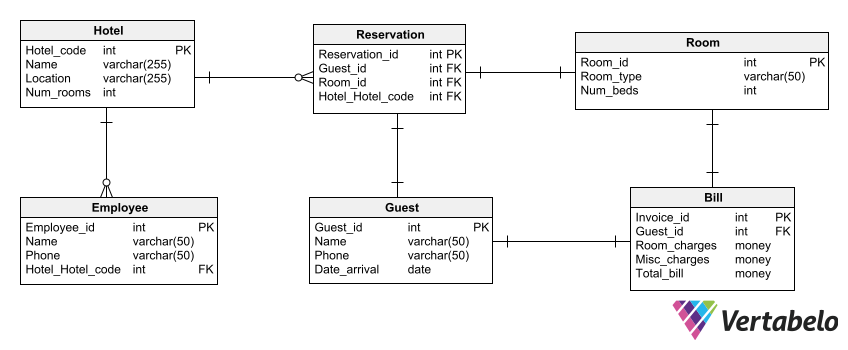 Hotel
Hotel_code int PK
Name varchar(255)
Location varchar(255)
Num_rooms int
Reservation
Reservation_id int PK
Guest_id int FK
Room_id int FK
Hotel_Hotel_code int FK
Room
Room_id int PK
Room_type varchar(50)
Num_beds int
Employee
Employee_id int PK
Name varchar(50)
Phone varchar(50)
Hotel_Hotel_code int FK
Guest
Guest_id int PK
Name varchar(50)
Phone varchar(50)
Date_arrival date
Bill
Invoice_id int PK
Guest_id int FK
Room_charges money
Misc_charges money
Total_bill money
Vertabelo